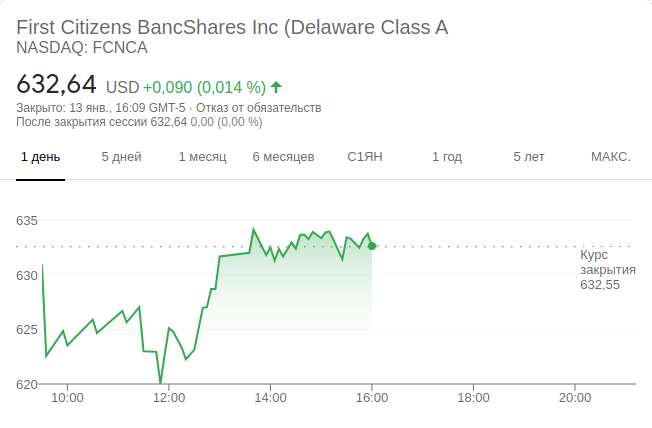 First Citizens BancShares Inc (Delaware Class A
NASDAQ: FCNCA
632,64 USD +0,090 (0,014 %)
Закрыто: 13 янв., 16:09 GMT-5 · Отказ от обязательств
После закрытия сессии 632,64 0,00 (0,00 %)
1 день 5 дней 1 месяц 6 месяцев С1ЯН 1 год 5 лет МАКС.
635
Курс
закрытия
632,55
630
625
620
10:00 12:00 14:00 16:00 18:00 20:00